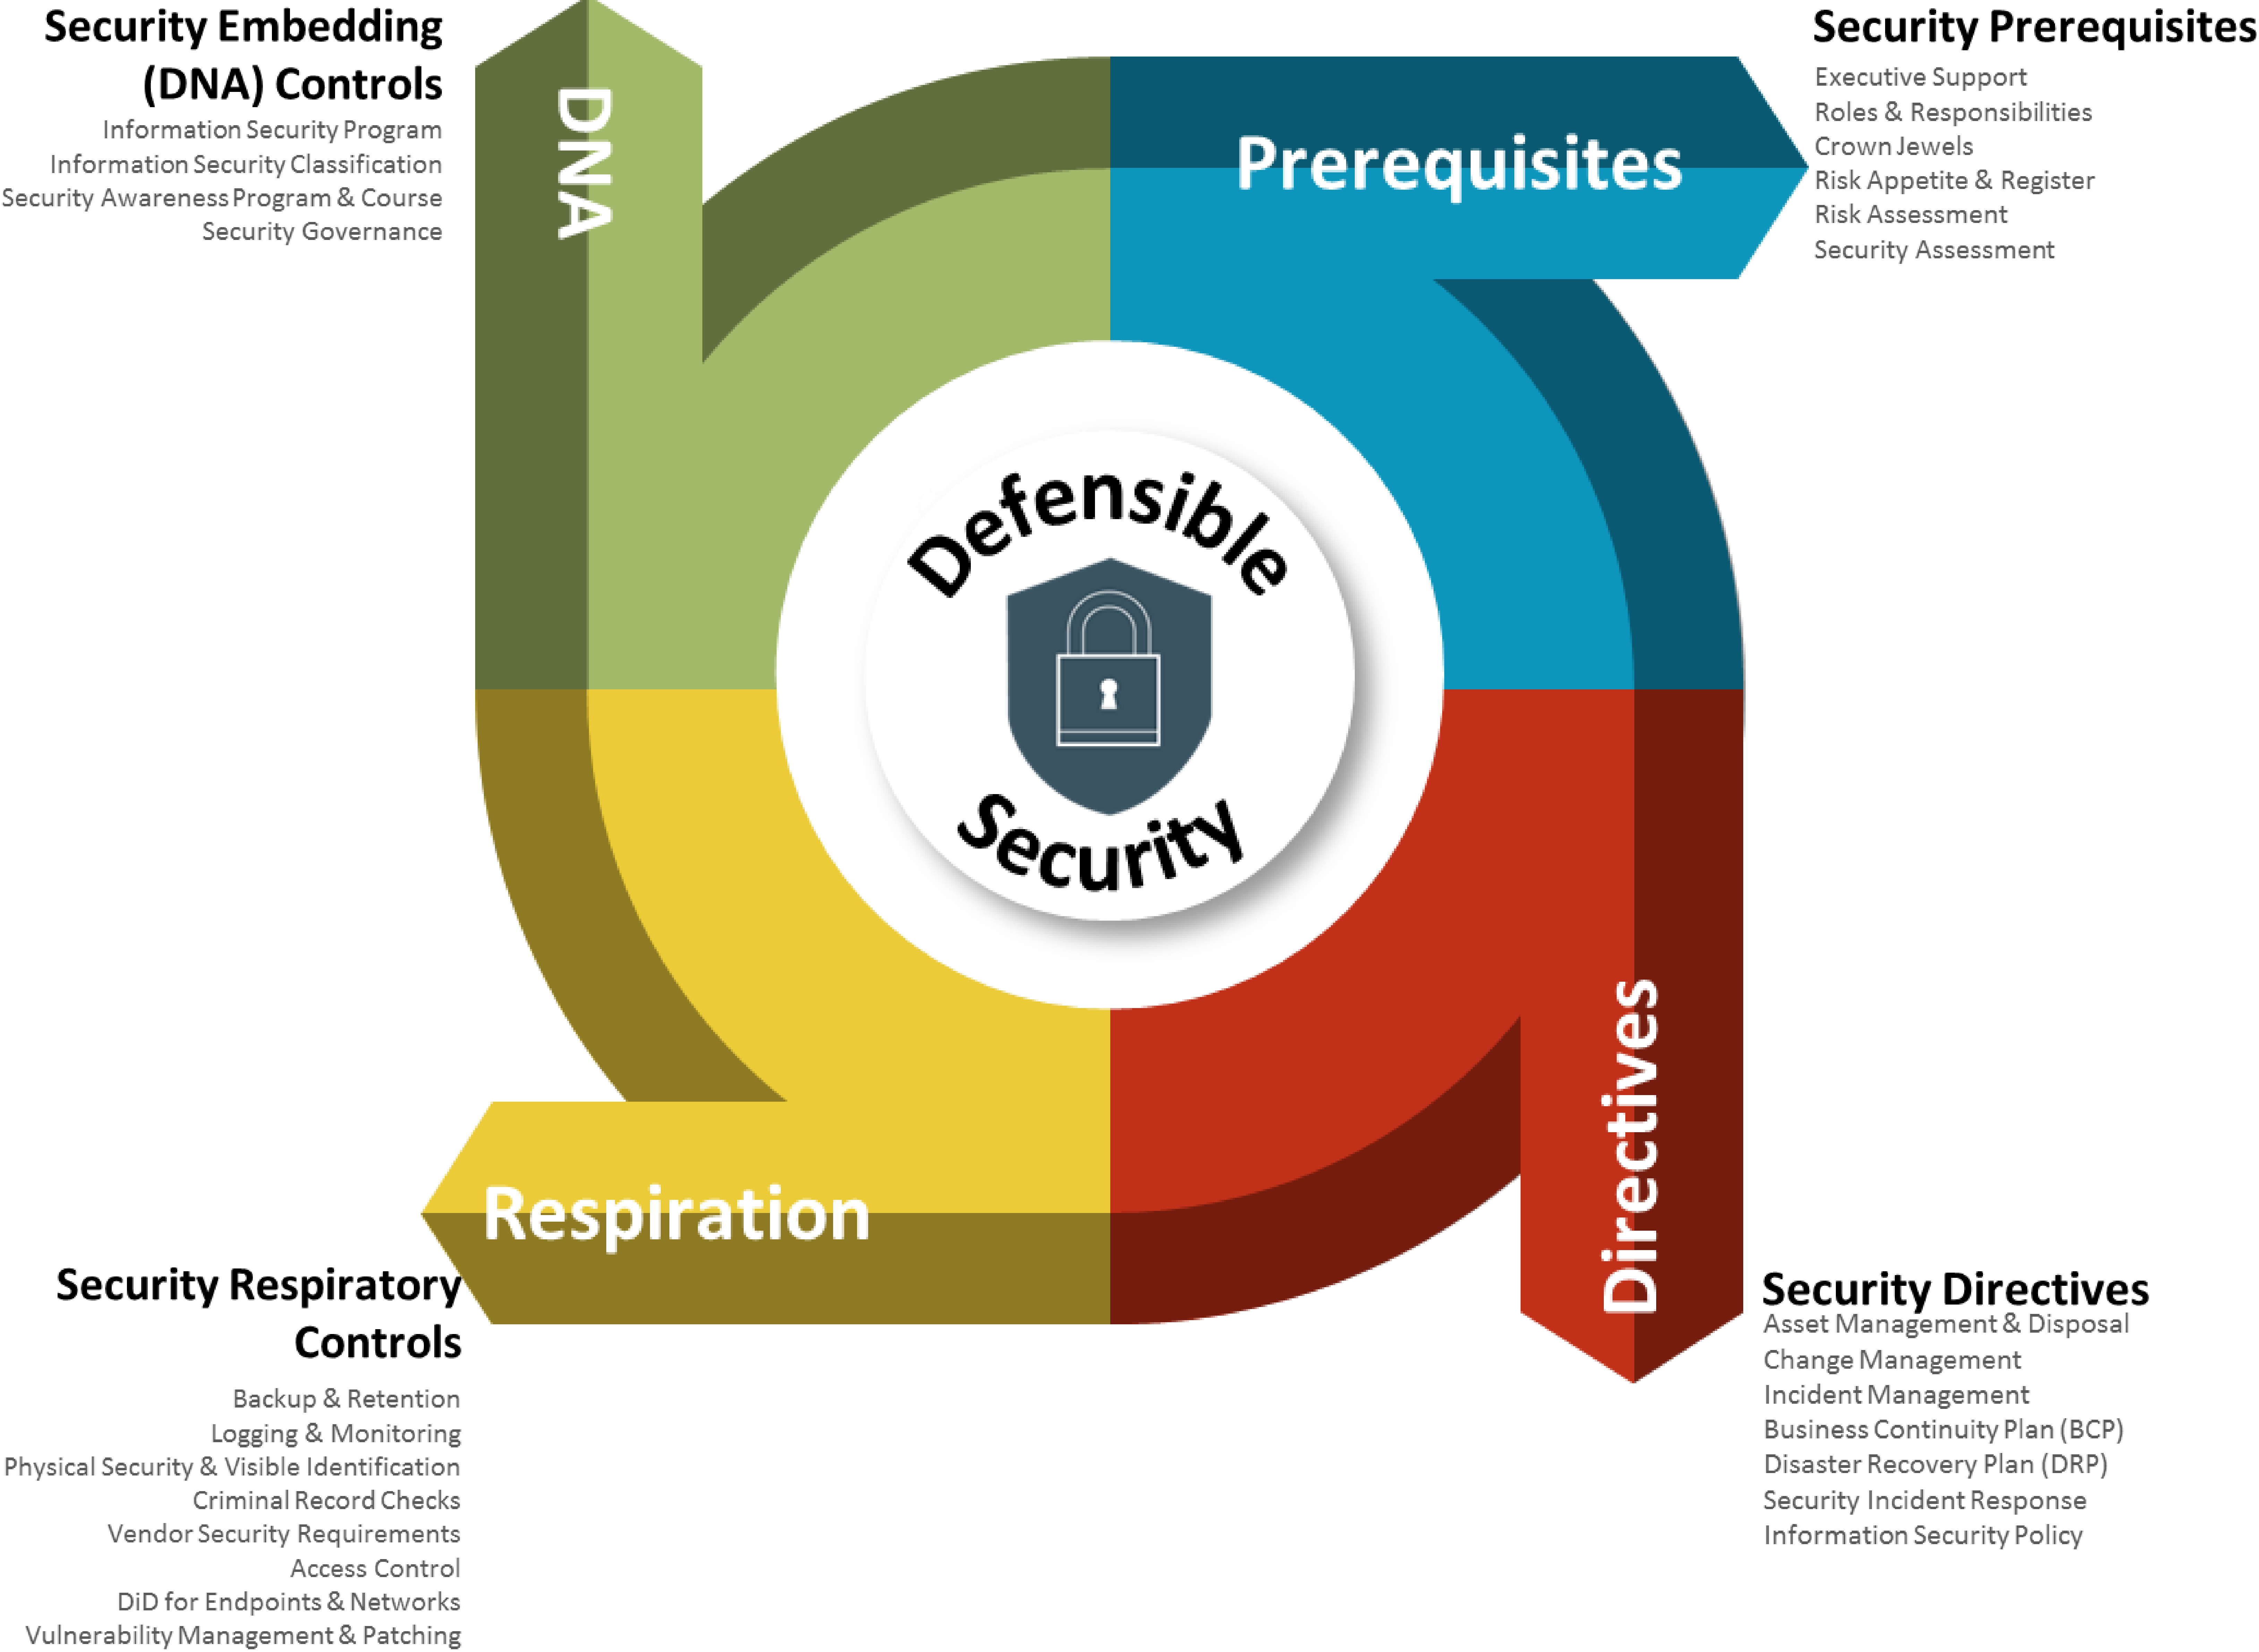 Security Embedding
(DNA) Controls
Information Security Program
Information Security Classification
Security Awareness Program & Course
Security Governance
DNA
Prerequisites
Security Prerequisites
Executive Support
Roles & Responsibilities
Crown Jewels
Risk Appetite & Register
Risk Assessment
Security Assessment
Defensible
Security
Respiration
Directives
Security Respiratory
Controls
Backup & Retention
Logging & Monitoring
Physical Security & Visible Identification
Criminal Record Checks
Vendor Security Requirements
Access Control
DiD for Endpoints & Networks
Vulnerability Management & Patching
Security Directives
Asset Management & Disposal
Change Management
Incident Management
Business Continuity Plan (BCP)
Disaster Recovery Plan (DRP)
Security Incident Response
Information Security Policy